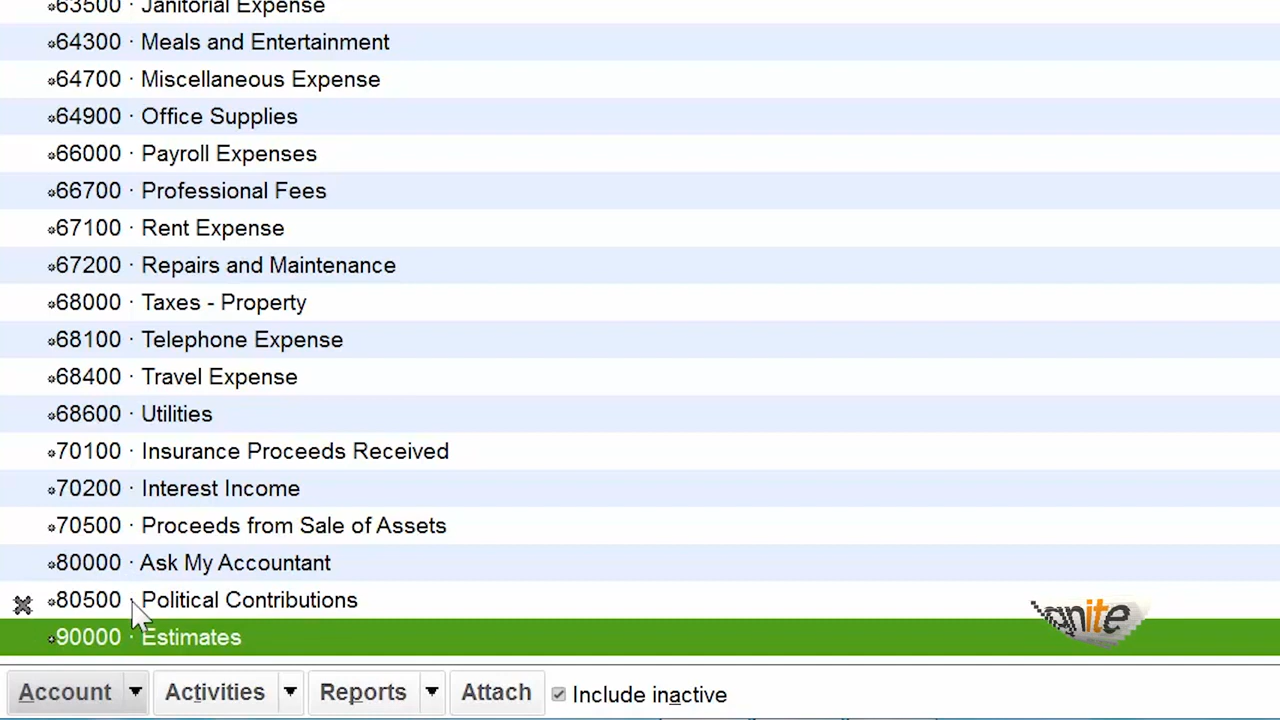 63500 · Janitorial Expense
64300 · Meals and Entertainment
64700 · Miscellaneous Expense
64900 · Office Supplies
66000 · Payroll Expenses
66700 · Professional Fees
67100 · Rent Expense
67200 · Repairs and Maintenance
68000 · Taxes - Property
68100 · Telephone Expense
68400 · Travel Expense
68600 · Utilities
70100 · Insurance Proceeds Received
70200 · Interest Income
70500 · Proceeds from Sale of Assets
80000 · Ask My Accountant
80500 · Political Contributions
90000 · Estimates
Account Activities Reports Attach Include inactive